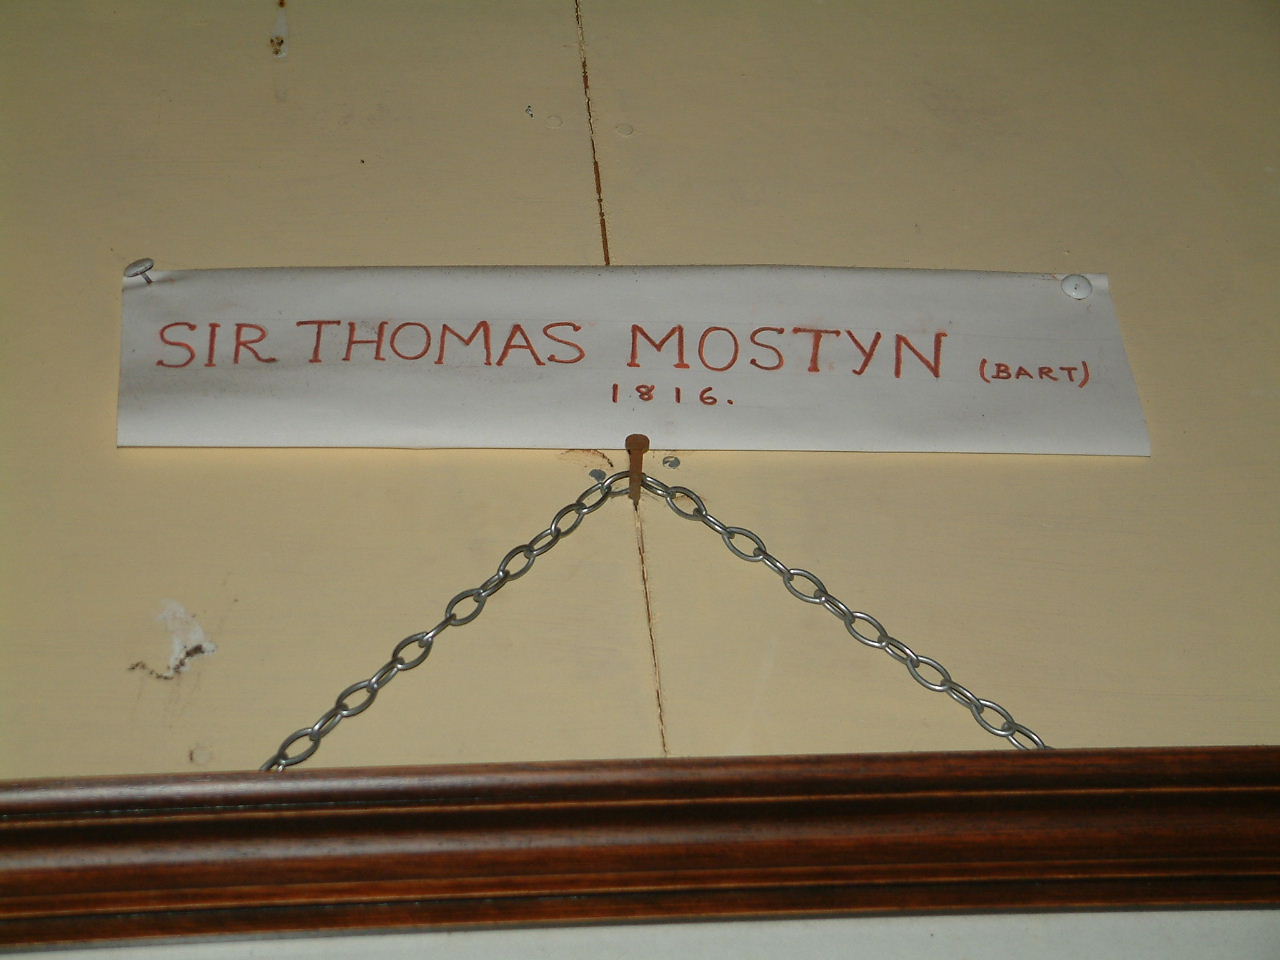 SIR THOMAS MOSTYN (BART)
1816.